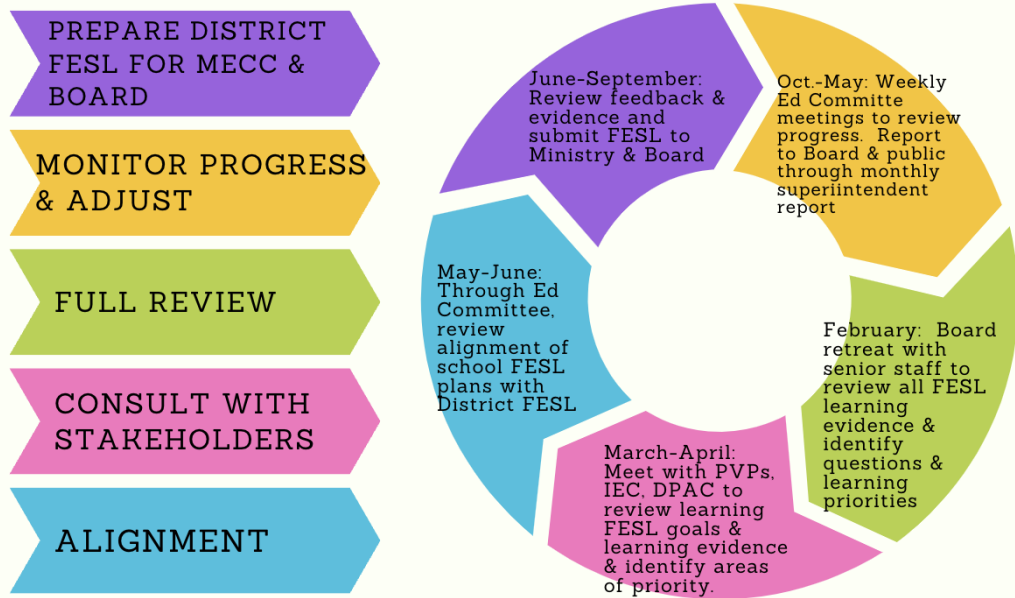 PREPARE DISTRICT
FESL FOR MECC &
BOARD
MONITOR PROGRESS
& ADJUST
FULL REVIEW
CONSULT WITH
STAKEHOLDERS
ALIGNMENT
June-September:
Review feedback &
evidence and
submit FESL to
Ministry & Board
Oct.-May: Weekly
Ed Committe
meetings to review
progress. Report
to Board & public
through monthly
superiintendent
report
February: Board
retreat with
senior staff to
review all FESL
learning
evidence &
identify
questions &
learning
priorities
March-April:
Meet with PVPs,
IEC, DPAC to
review learning
FESL goals &
learning evidence
& identify areas
of priority.
May-June:
Through Ed
Committee,
review
alignment of
school FESL
plans with
District FESL